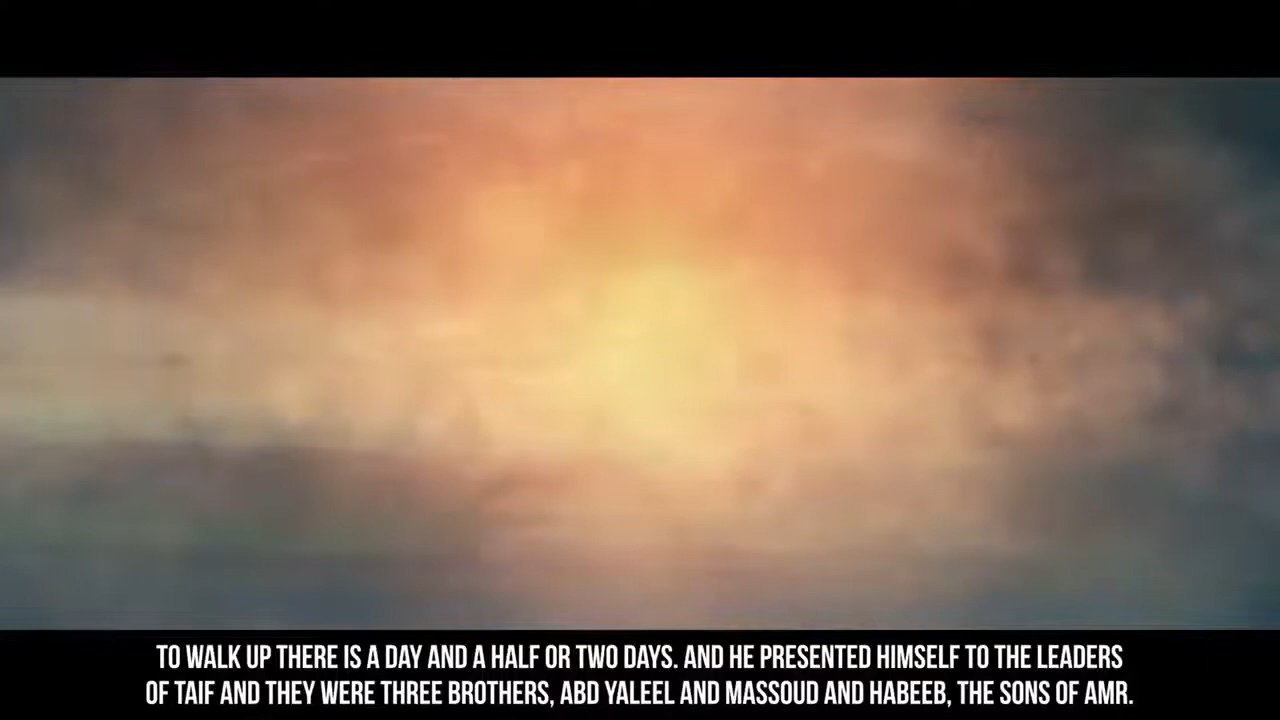 TO WALK UP THERE IS A DAY AND A HALF OR TWO DAYS. AND HE PRESENTED HIMSELF TO THE LEADERS
OF TAIF AND THEY WERE THREE BROTHERS, ABD YALEEL AND MASSOUD AND HABEEB, THE SONS OF AMR.